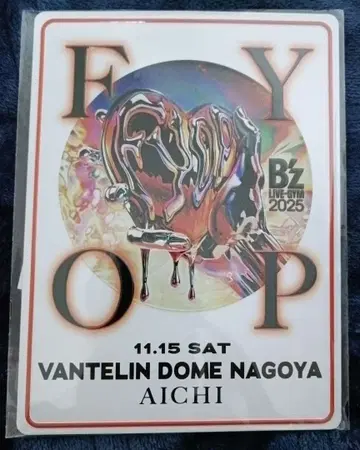 F Y
B'z
LIVE-GYM
2025
O P
11.15 SAT
VANTELIN DOME NAGOYA
AICHI